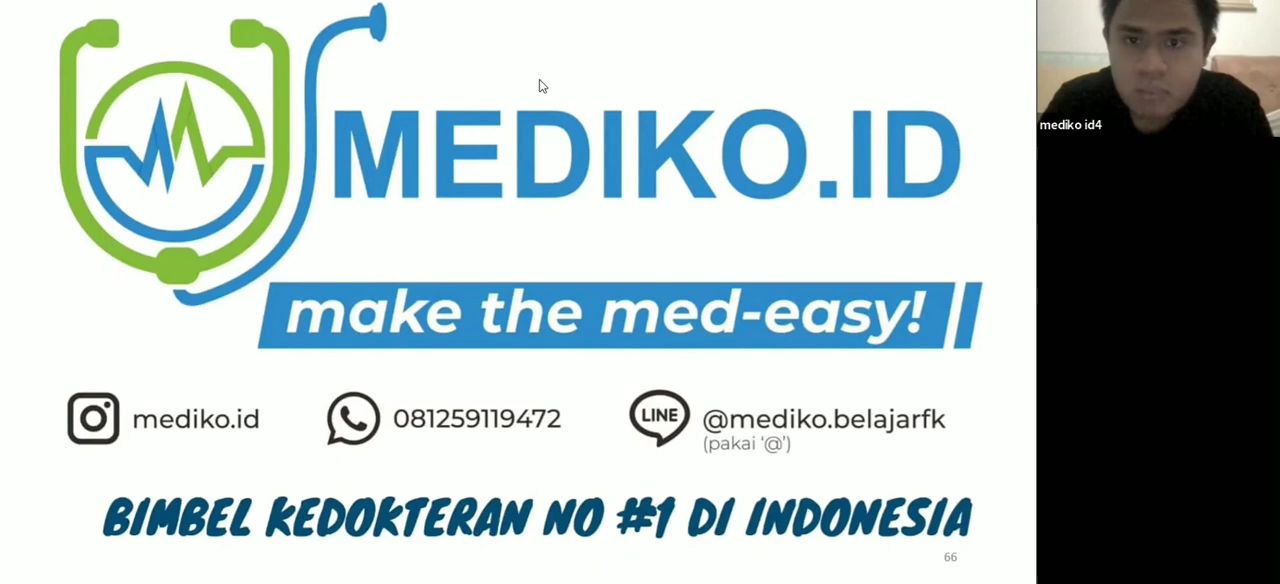 MEDIKO.ID
make the med-easy!
mediko.id
081259119472
LINE
@mediko.belajarfk
(pakai ‘@’)
BIMBEL KEDOKTERAN NO #1 DI INDONESIA
66
mediko id4